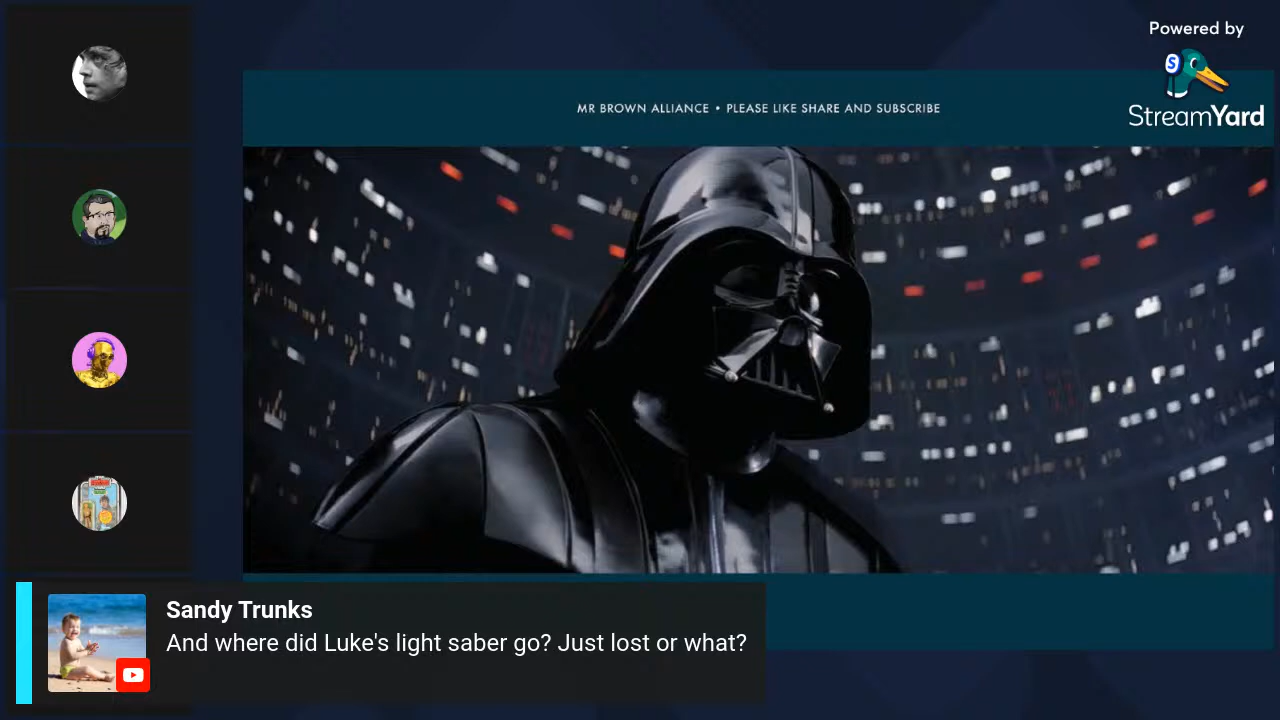 Powered by
StreamYard
MR BROWN ALLIANCE • PLEASE LIKE SHARE AND SUBSCRIBE
Sandy Trunks
And where did Luke's light saber go? Just lost or what?